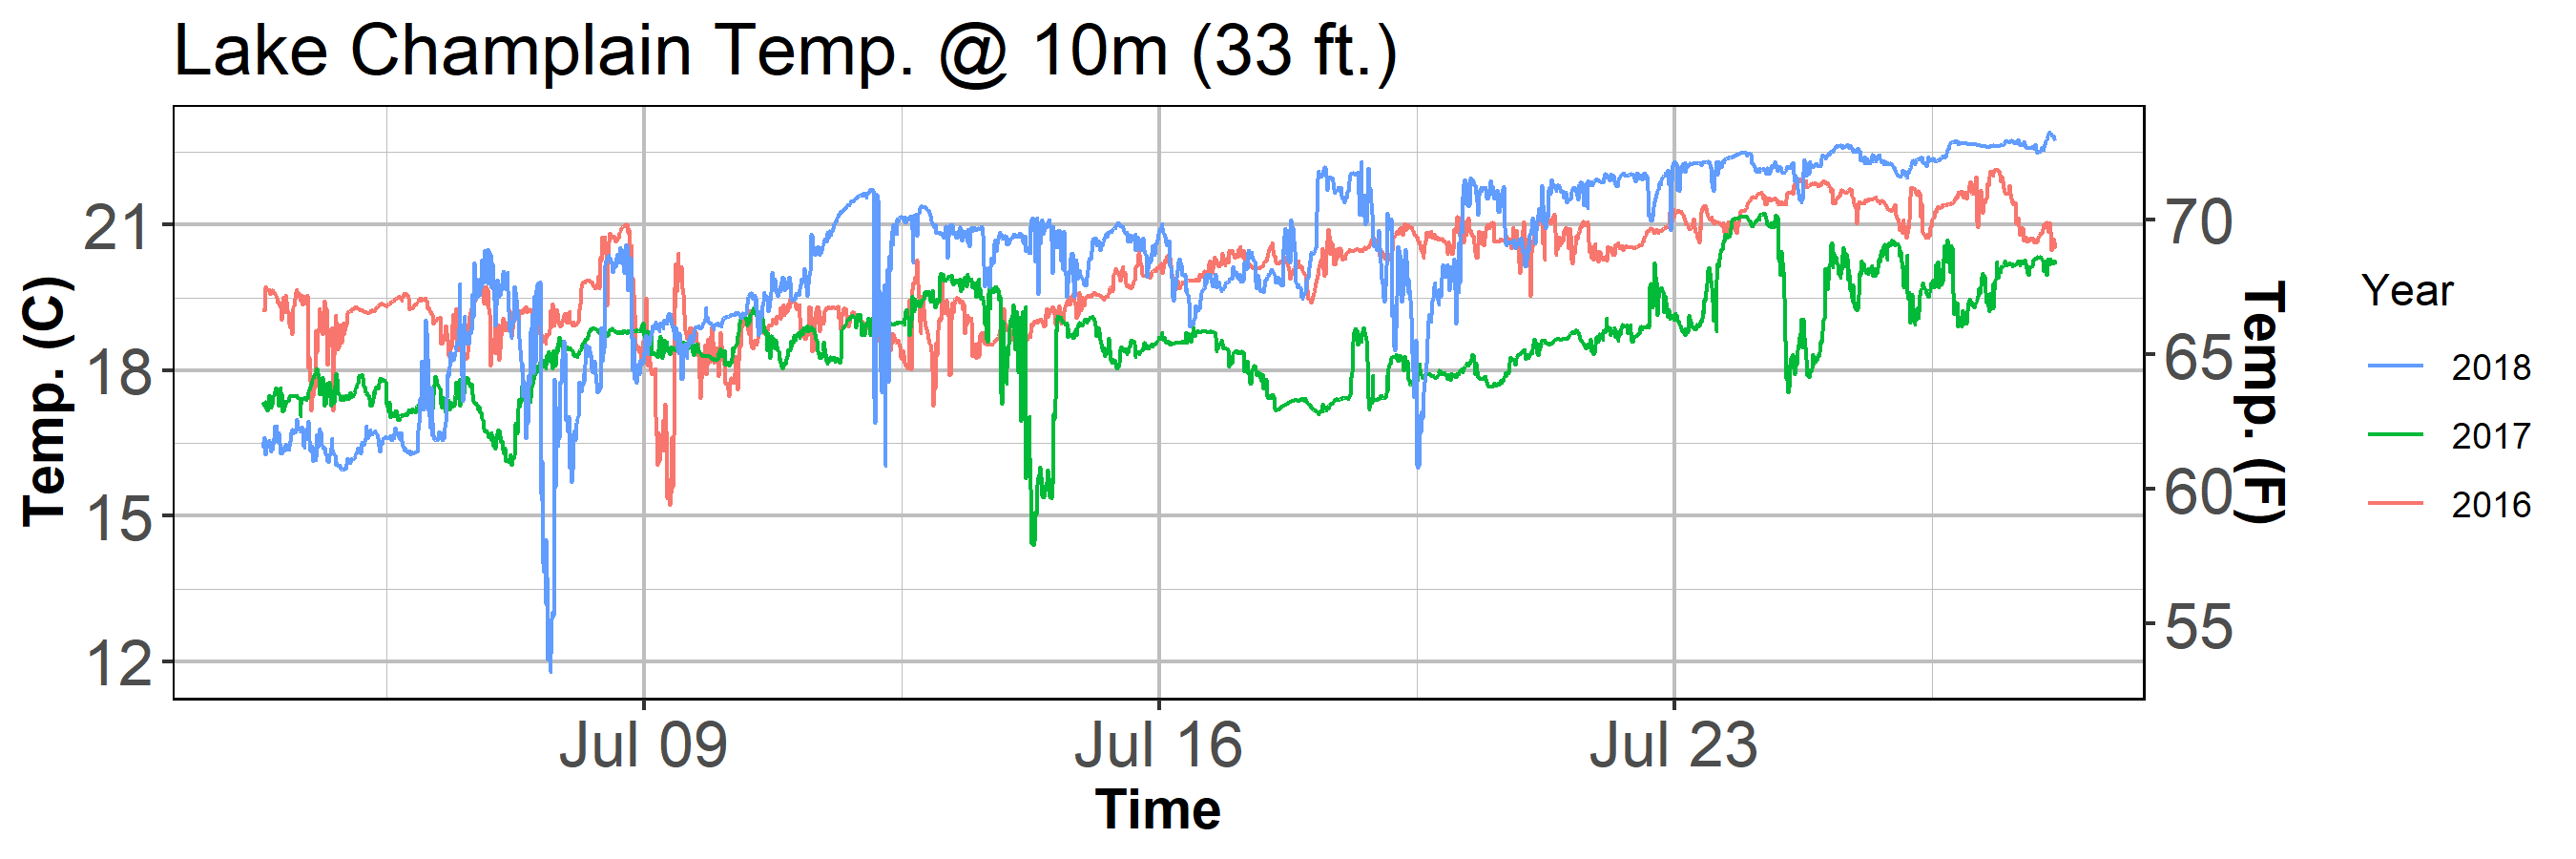 Lake Champlain Temp. @ 10m (33 ft.)
Temp. (C)
21
18
15
12
70
65
60
55
Temp. (F)
Jul 09
Jul 16
Jul 23
Time
Year
2018
2017
2016